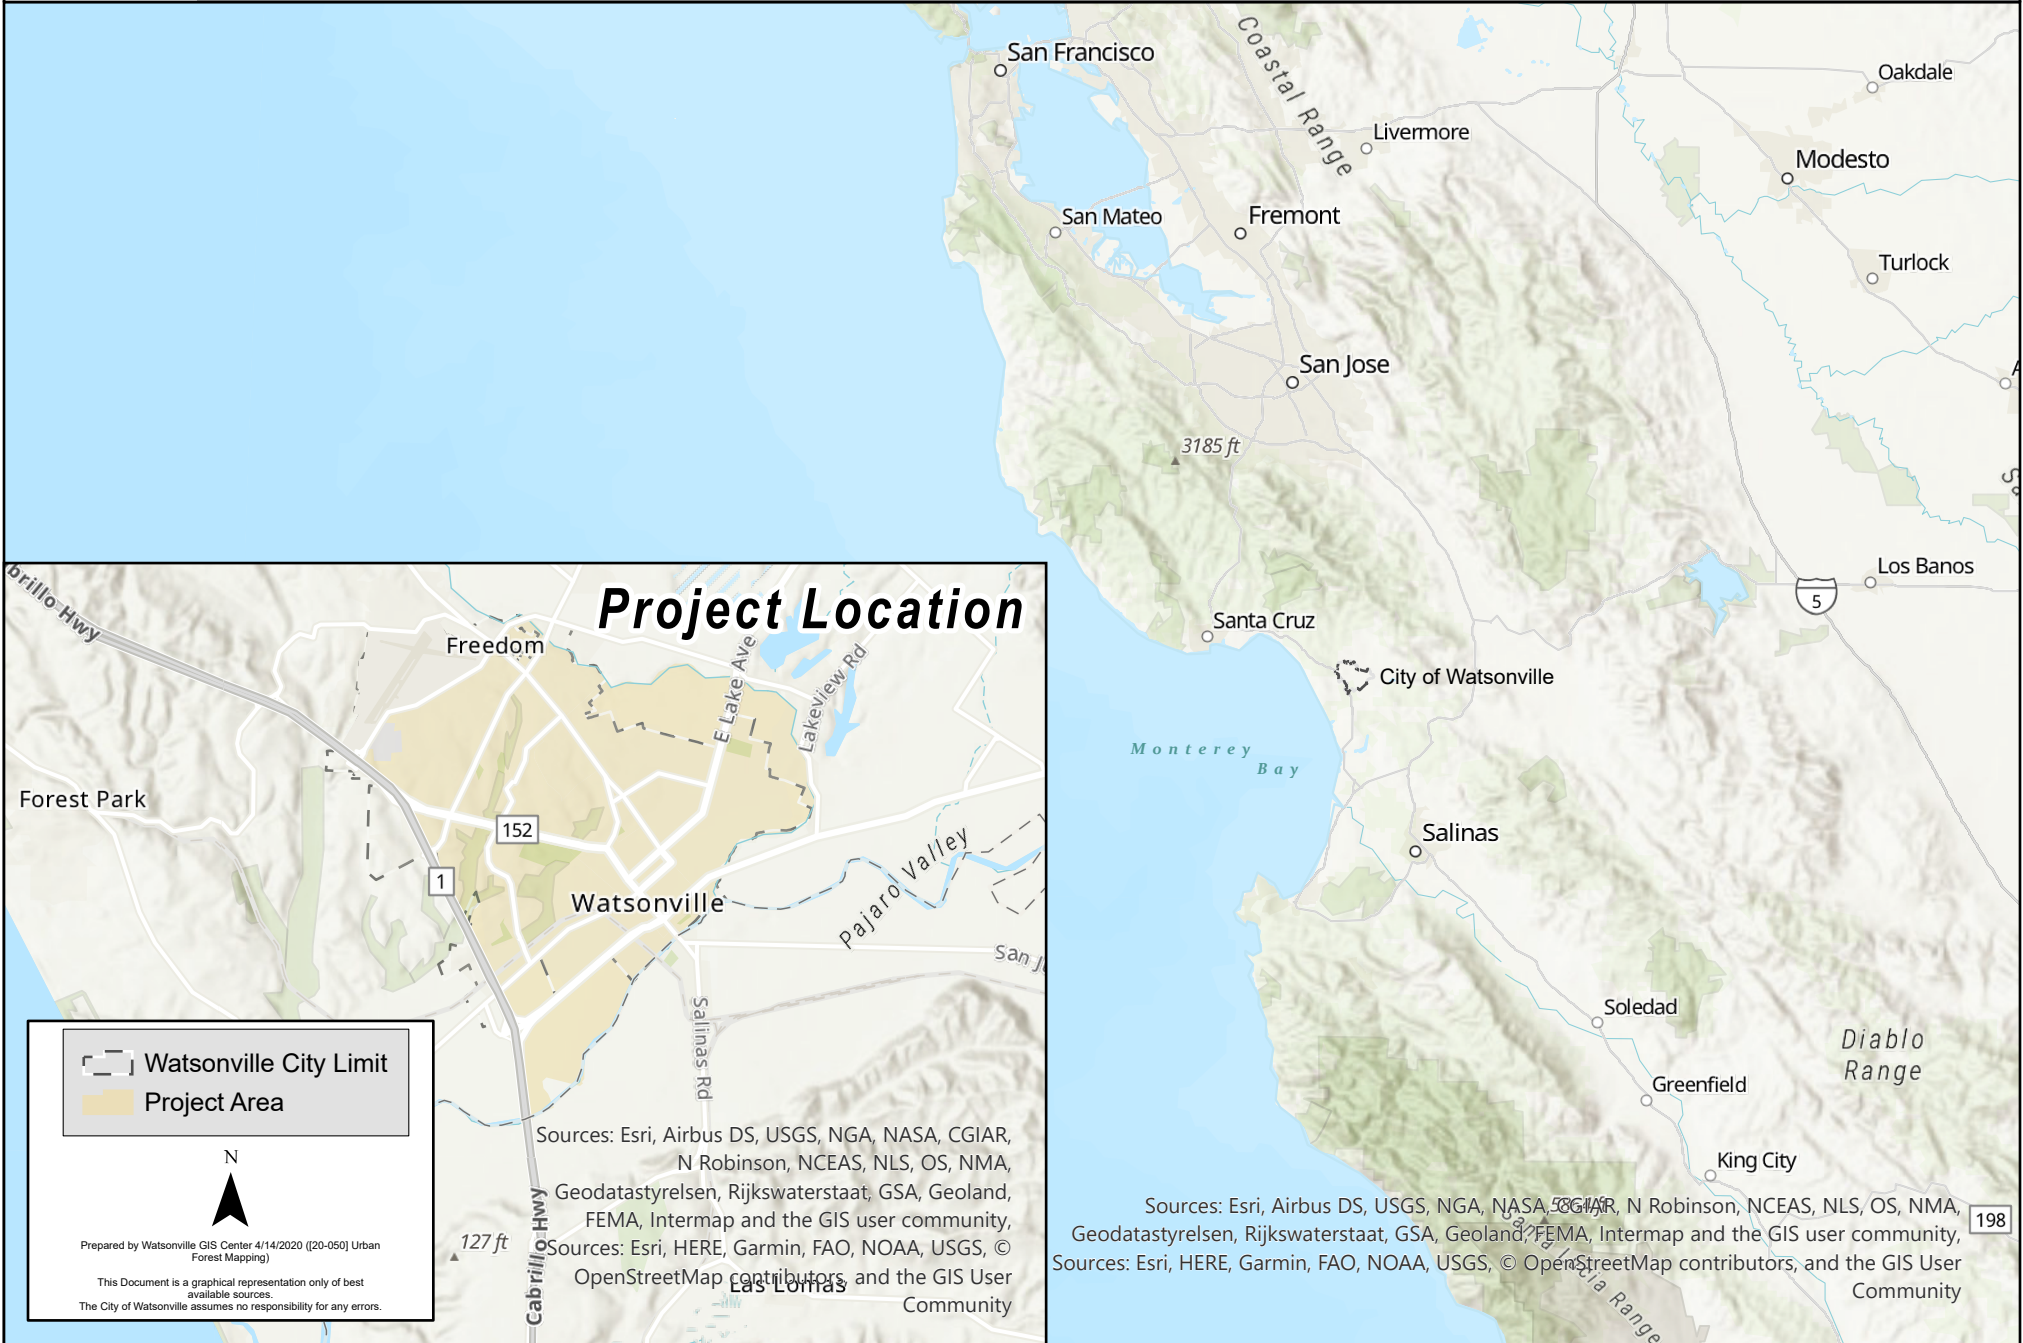 San Francisco
Coastal Range
Oakdale
Livermore
Modesto
San Mateo
Fremont
Turlock
San Jose
3185 ft
Los Banos
5
Santa Cruz
City of Watsonville
Monterey
Bay
Salinas
Soledad
Diablo
Range
Greenfield
King City
198
Santa Lucia Range
Sources: Esri, Airbus DS, USGS, NGA, NASA, CGIAR, N Robinson, NCEAS, NLS, OS, NMA,
Geodatastyrelsen, Rijkswaterstaat, GSA, Geoland, FEMA, Intermap and the GIS user community,
Sources: Esri, HERE, Garmin, FAO, NOAA, USGS, © OpenStreetMap contributors, and the GIS User
Community
Project Location
brillo Hwy
Freedom
E Lake Ave
Lakeview Rd
Forest Park
152
1
Watsonville
Pajaro Valley
San J
Salinas Rd
Cabrillo Hwy
127 ft
Las Lomas
Sources: Esri, Airbus DS, USGS, NGA, NASA, CGIAR,
N Robinson, NCEAS, NLS, OS, NMA,
Geodatastyrelsen, Rijkswaterstaat, GSA, Geoland,
FEMA, Intermap and the GIS user community,
Sources: Esri, HERE, Garmin, FAO, NOAA, USGS, ©
OpenStreetMap contributors, and the GIS User
Community
Watsonville City Limit
Project Area
N
Prepared by Watsonville GIS Center 4/14/2020 ([20-050] Urban
Forest Mapping)
This Document is a graphical representation only of best
available sources.
The City of Watsonville assumes no responsibility for any errors.